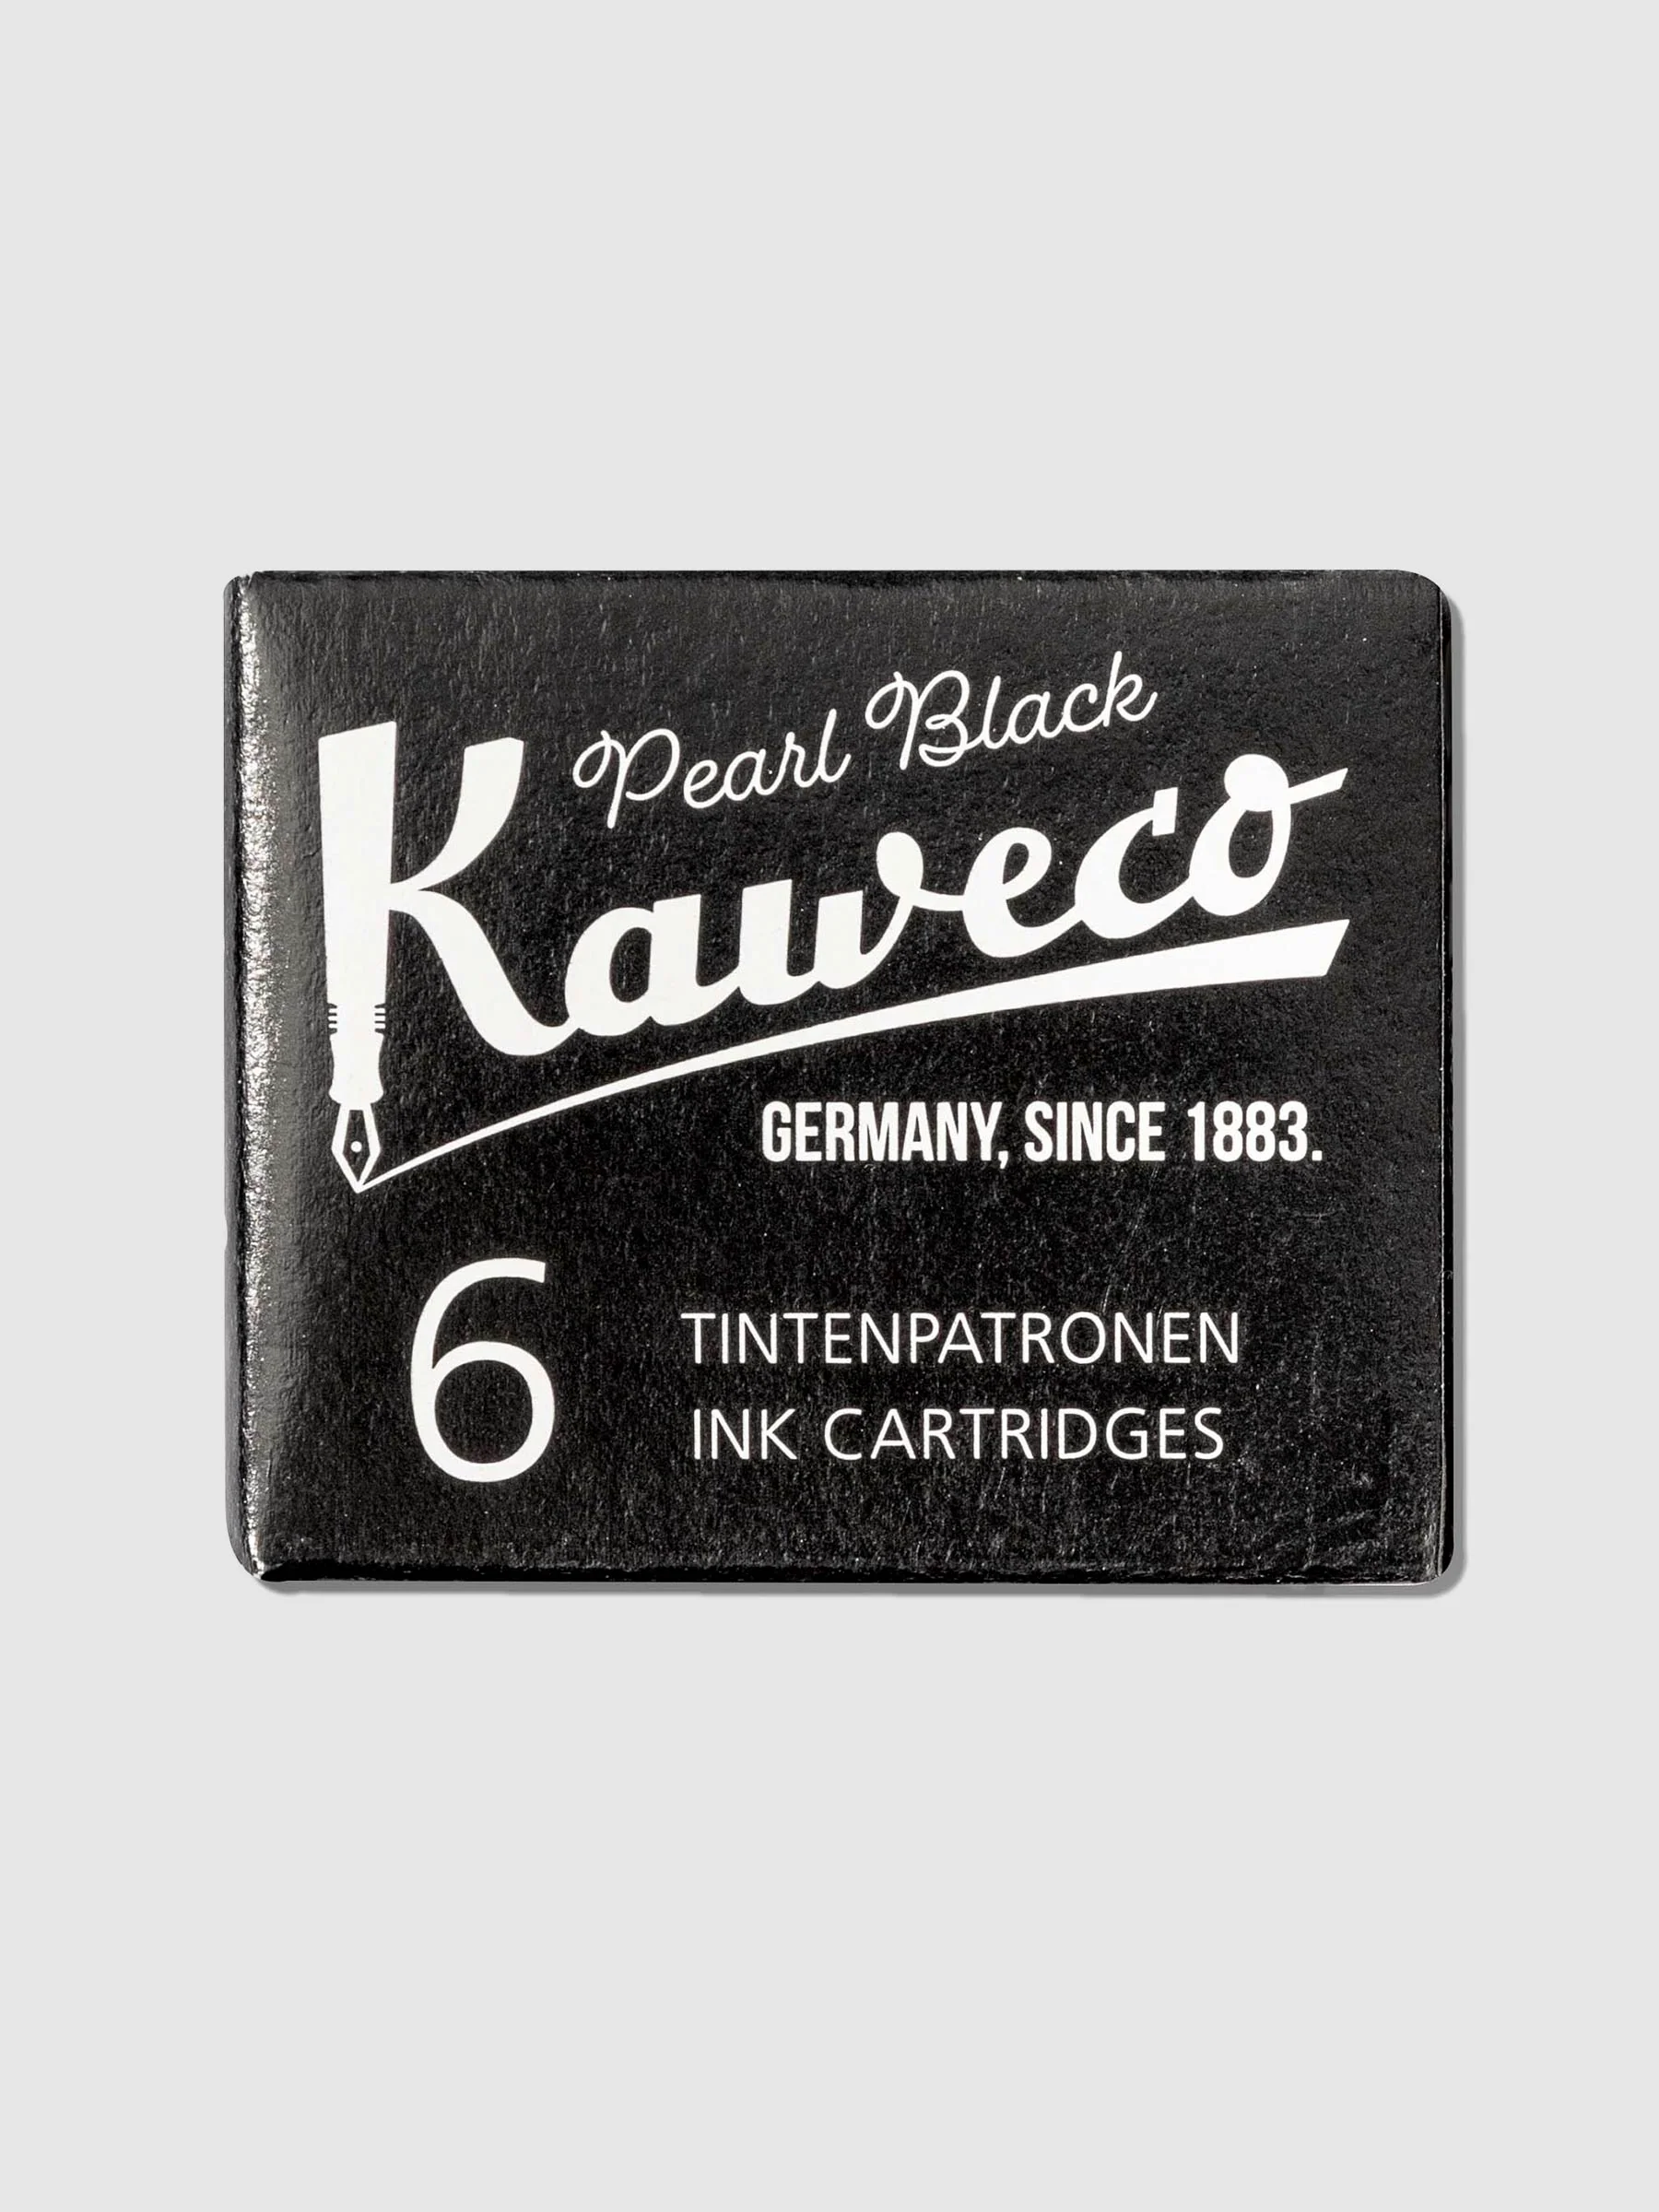 Pearl Black
Kaweco
GERMANY, SINCE 1883.
6
TINTENPATRONEN
INK CARTRIDGES